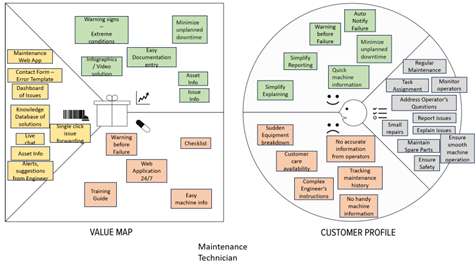 Warning signs
–
Extreme
conditions
Minimize
unplanned
downtime
Easy
Documentation
entry
Infographics /
Video
solution
Asset
Info
Issue
Info
Maintenance
Web App
Contact Form –
Error Template
Dashboard
of Issues
Knowledge
Database of
solutions
Live
chat
Single click
issue
forwarding
Asset Info
Alerts,
suggestions
from Engineer
Warning
before
Failure
Checklist
Web
Application
24/7
Training
Guide
Easy
machine info
VALUE MAP
Auto
Notify
Failure
Warning
before
Failure
Minimize
unplanned
downtime
Simplify
Reporting
Quick
machine
information
Simplify
Explaining
Regular
Maintenance
Task
Assignment
Monitor
operators
Address Operator's
Questions
Report issues
Small
repairs
Explain issues
Maintain
Spare Parts
Ensure
smooth
machine
operation
Ensure
Safety
Sudden
Equipment
breakdown
No accurate
information
from operators
Customer
care
availability
Tracking
maintenance
history
Complex
Engineer's
instructions
No handy
machine
information
CUSTOMER PROFILE
Maintenance
Technician